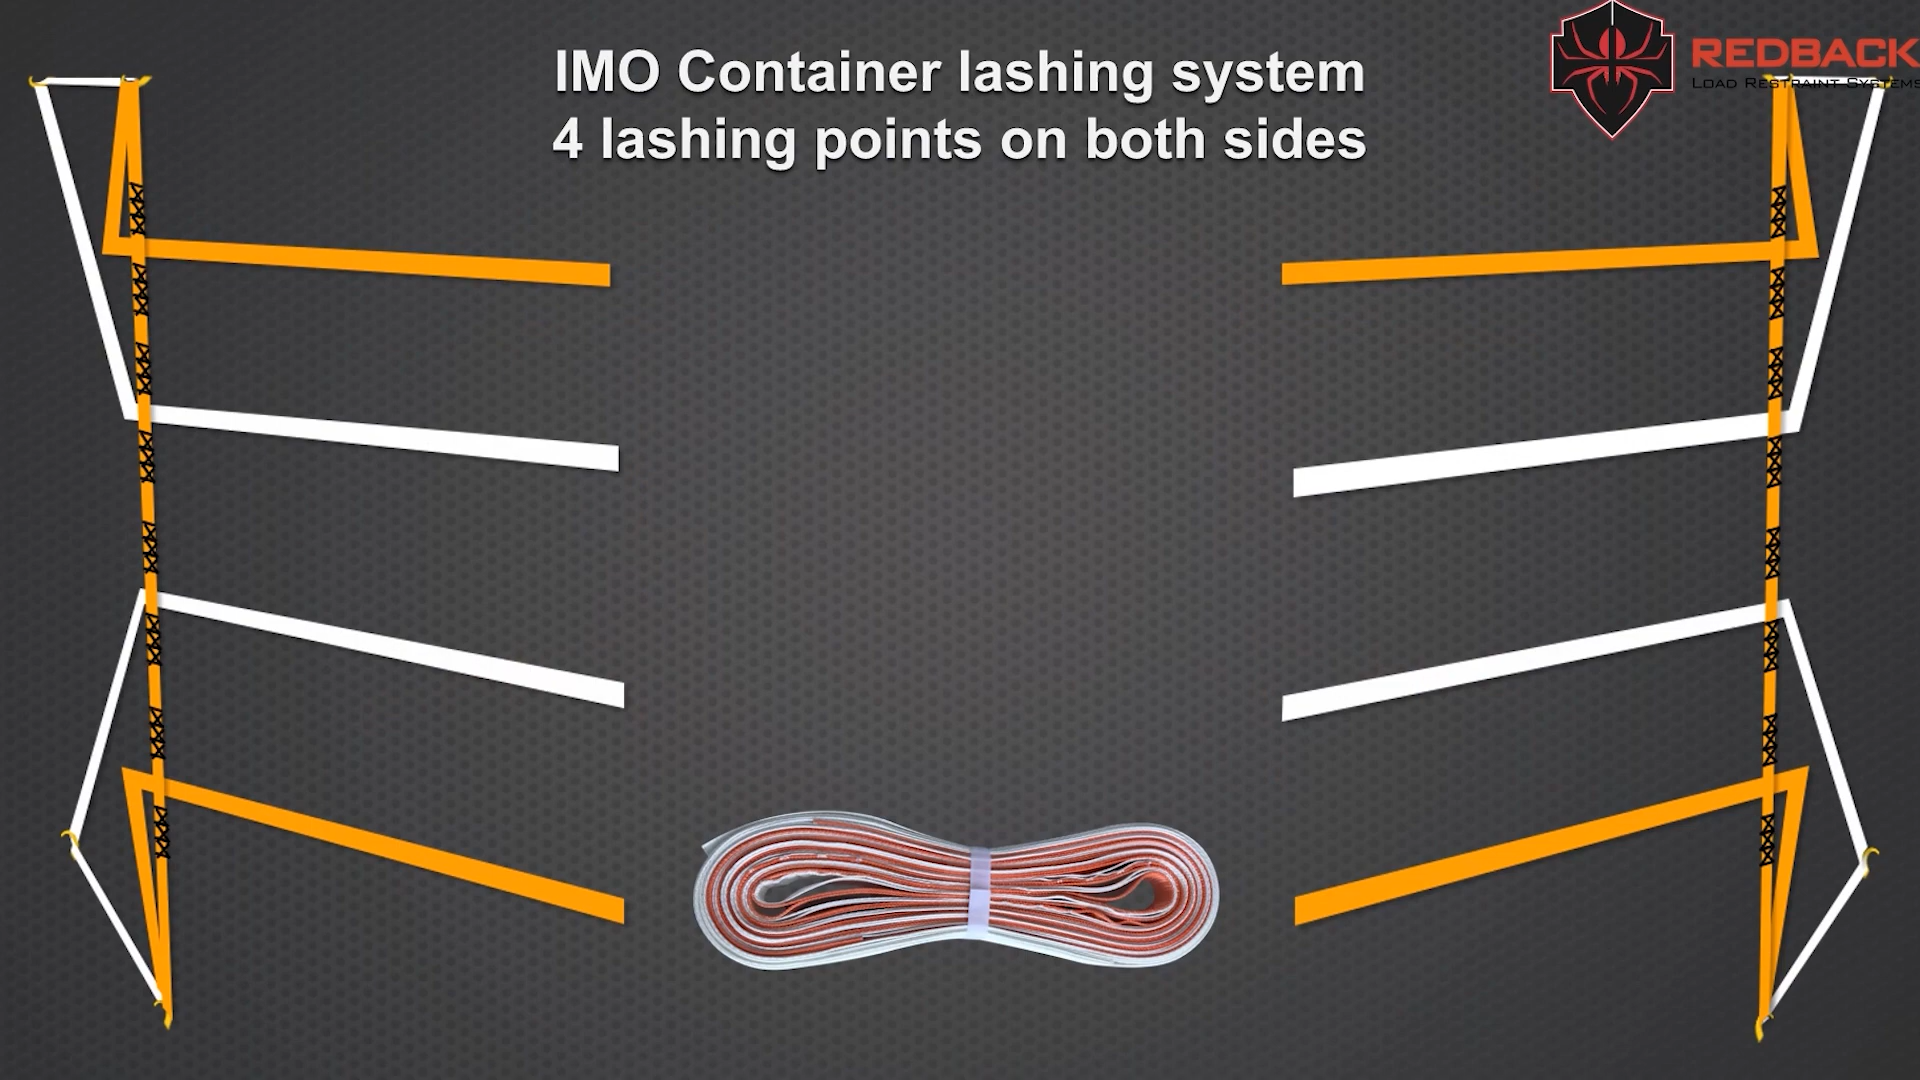 IMO Container lashing system
4 lashing points on both sides
REDBACK
LOAD RESTRAINT SYSTEMS